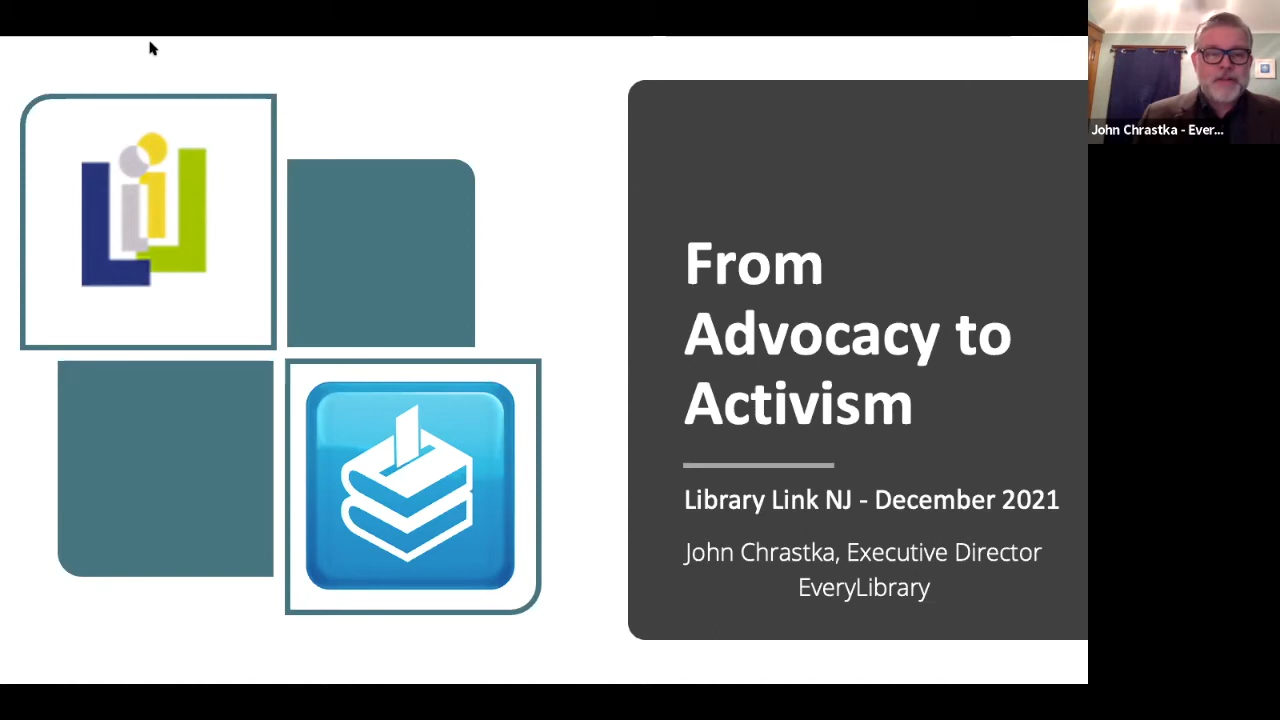 John Chrastka - Ever...
From
Advocacy to
Activism
Library Link NJ - December 2021
John Chrastka, Executive Director
EveryLibrary